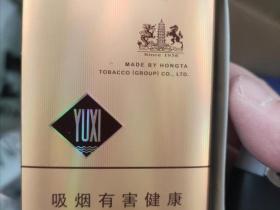 Since 1956
MADE BY HONGTA
TOBACCO (GROUP) CO., LTD.
YUXI
吸烟有害健康